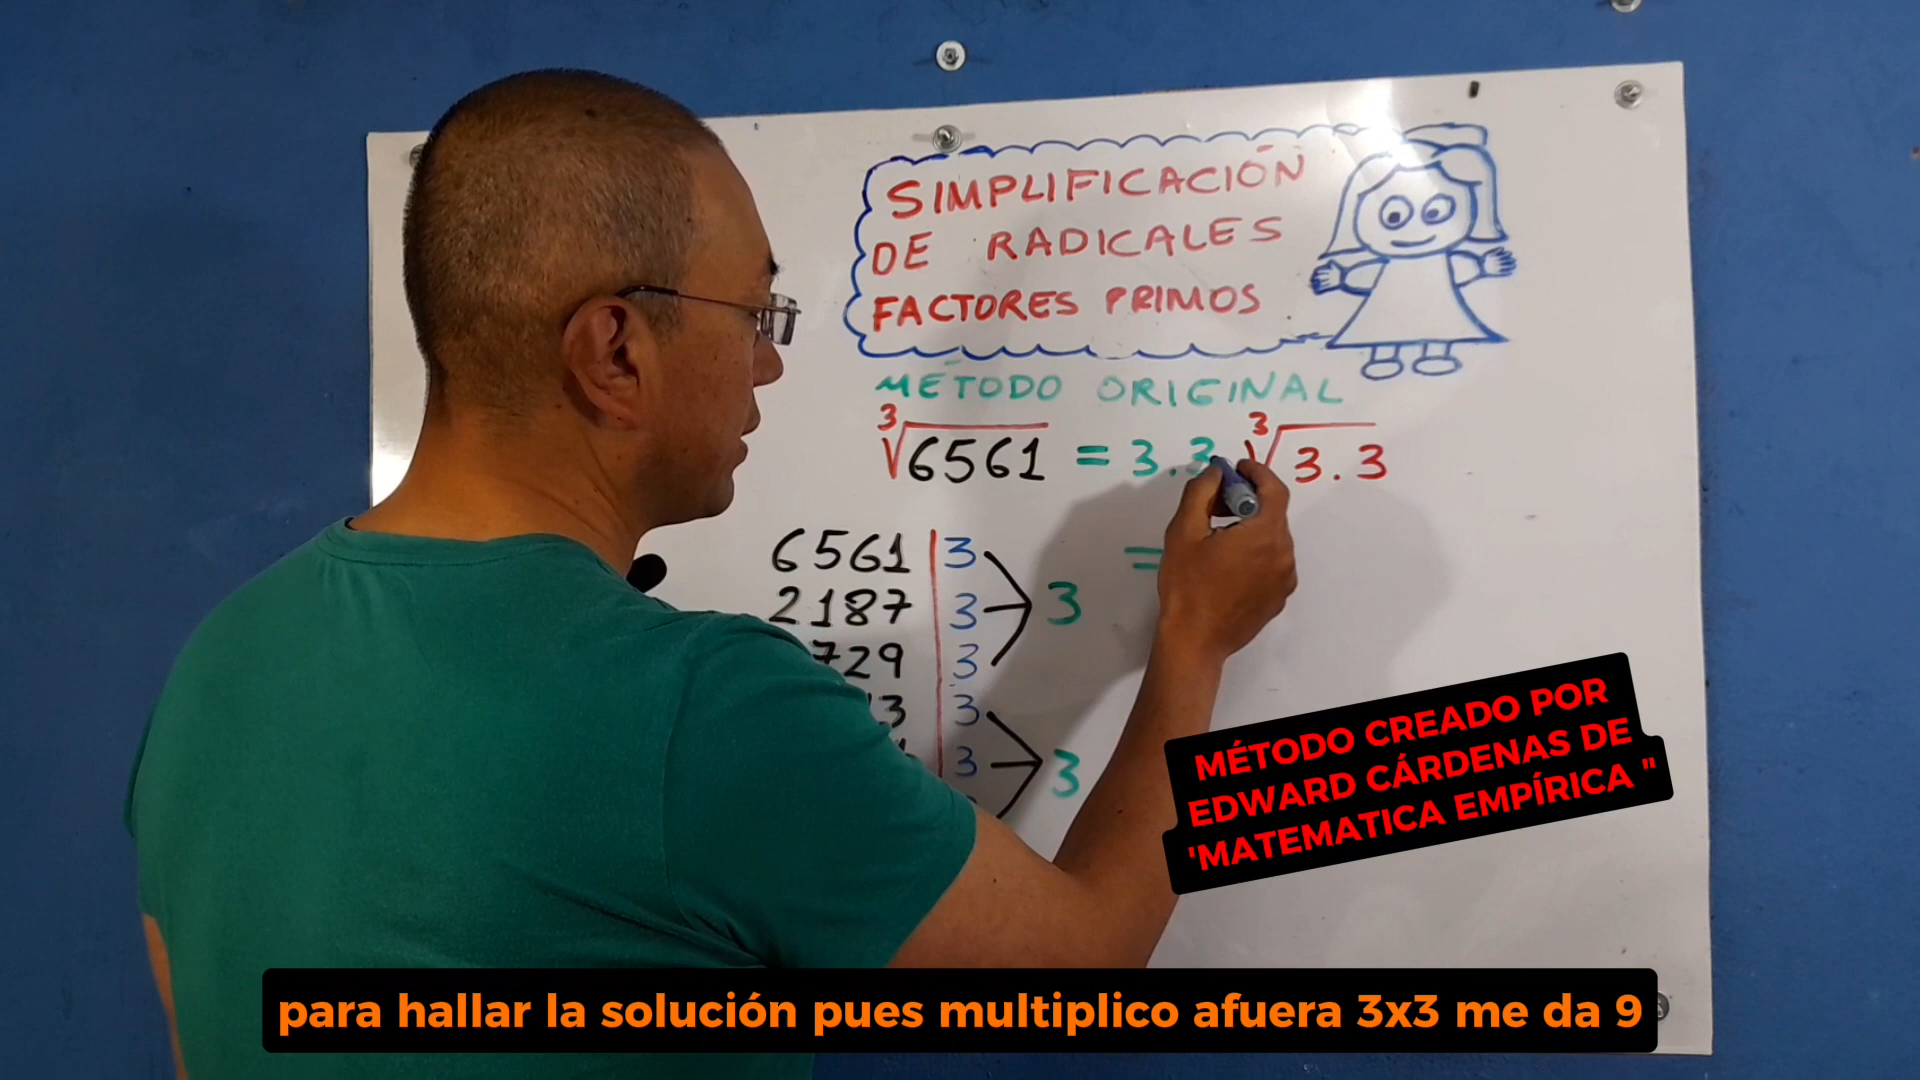 SIMPLIFICACIÓN
DE RADICALES
FACTORES PRIMOS
MÉTODO ORIGINAL
∛6561 = 3.3 ∛3.3
6561 | 3
2187 | 3 3
729 | 3
3 | 3
3 3
=
MÉTODO CREADO POR
EDWARD CÁRDENAS DE
'MATEMATICA EMPÍRICA "
para hallar la solución pues multiplico afuera 3x3 me da 9